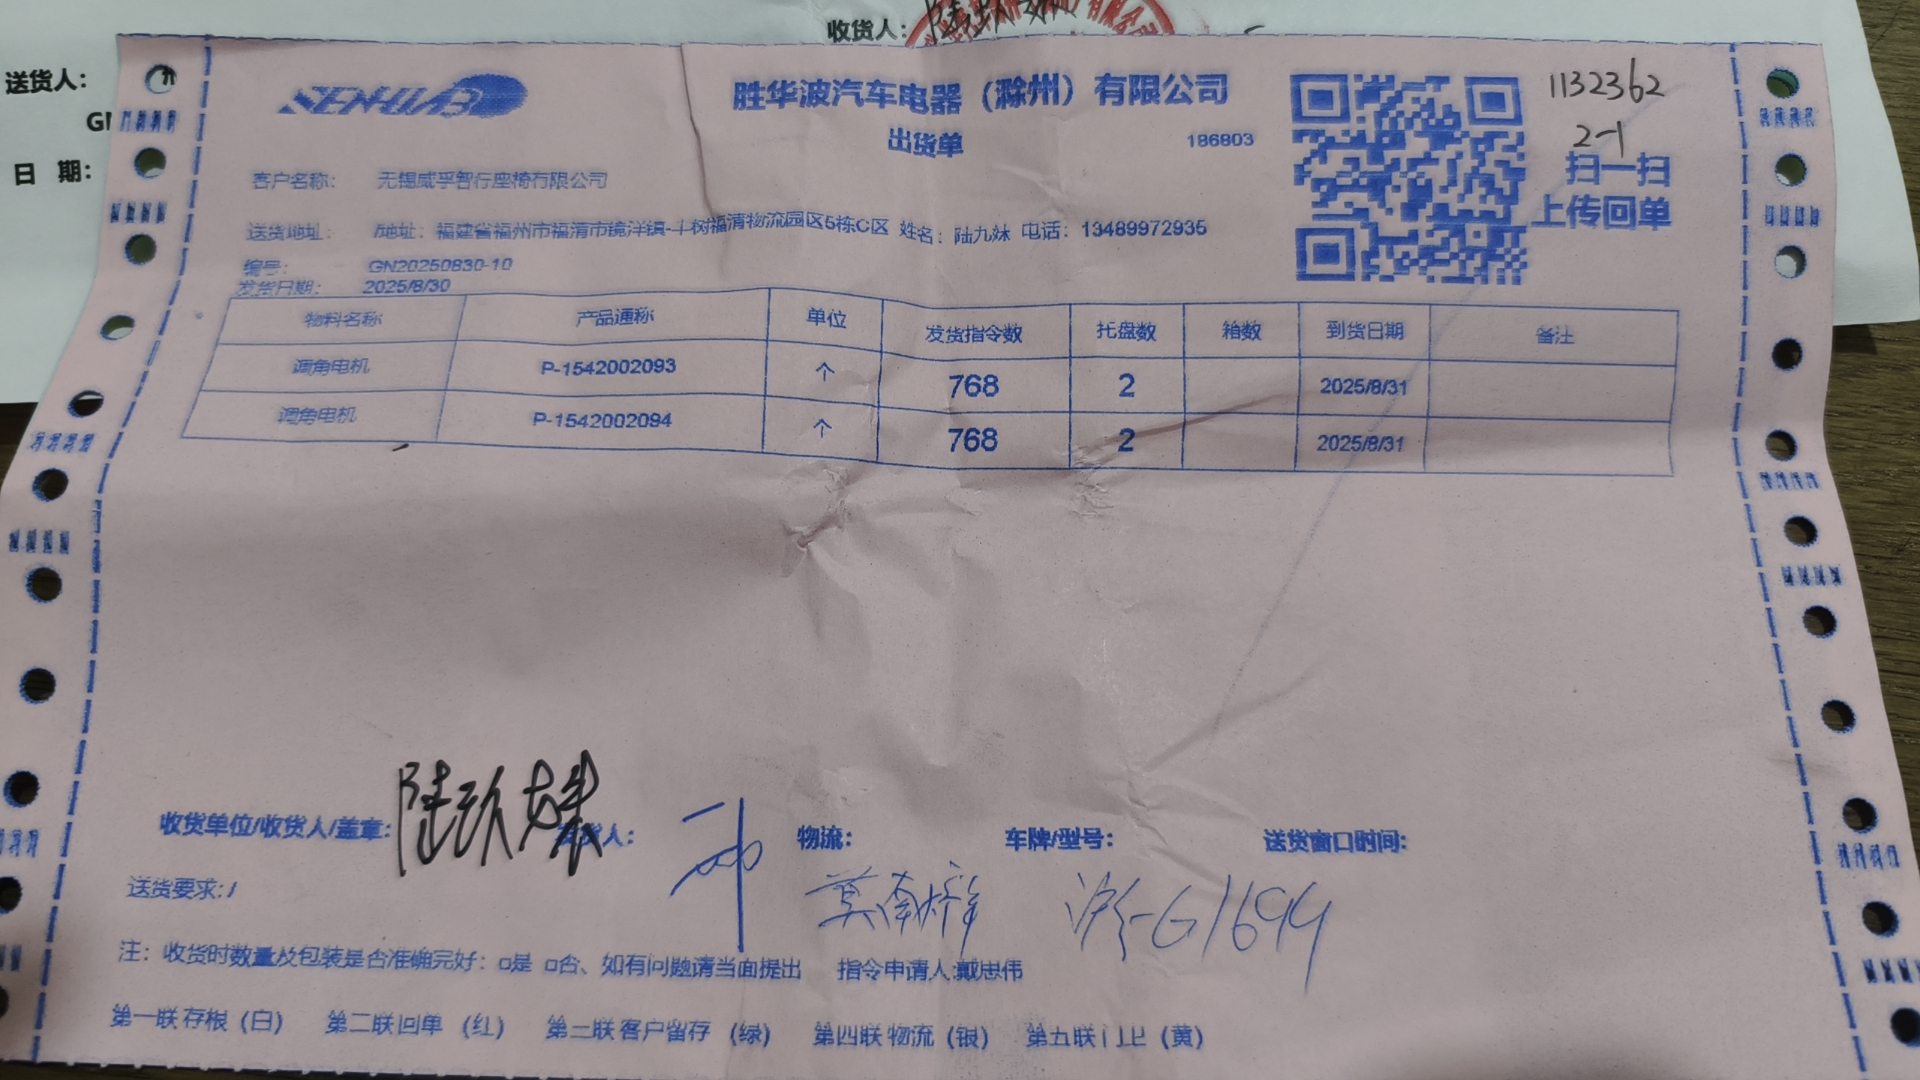 收货人：
送货人：
日 期：
SENHUAB
胜华波汽车电器（滁州）有限公司
出货单
186803
1132362
2-1
扫一扫
上传回单
客户名称： 无锡威孚智行座椅有限公司
送货地址： /地址：福建省福州市福清市镜洋镇-干树福清物流园区5栋C区 姓名：陆九妹 电话：13489972935
编号： GN20250830-10
发货日期： 2025/8/30
物料名称 产品通称 单位 发货指令数 托盘数 箱数 到货日期 备注
调角电机 P-1542002093 个 768 2 2025/8/31
调角电机 P-1542002094 个 768 2 2025/8/31
收货单位/收货人/盖章： 陆玖妹 货人： 物流： 车牌/型号： 送货窗口时间：
送货要求：/
注：收货时数量及包装是否准确完好：□是 □否、如有问题请当面提出 指令申请人:戴忠伟
第一联存根（白） 第二联回单（红） 第三联客户留存（绿） 第四联物流（银） 第五联门卫（黄）